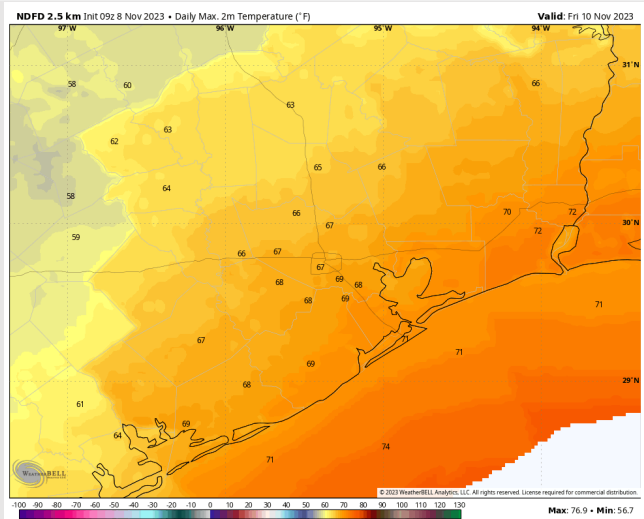 NDFD 2.5 km Init 09z 8 Nov 2023 • Daily Max. 2m Temperature (°F)
Valid: Fri 10 Nov 2023
97°W 96°W 95°W 94°W
31°N
58 60 66
63
63
62
65 66
64
58
66 70 72
30°N
67
72
59
66 67
67
69
68 68
68 69
71
71
67 71
69
29°N
68
61
69
64
74
71
WeatherBELL
© 2023 WeatherBELL Analytics, LLC. All rights reserved. License required for commercial distribution.
-100 -90 -80 -70 -60 -50 -40 -30 -20 -10 0 10 20 30 40 50 60 70 80 90 100 110 120 130
Max: 76.9 • Min: 56.7